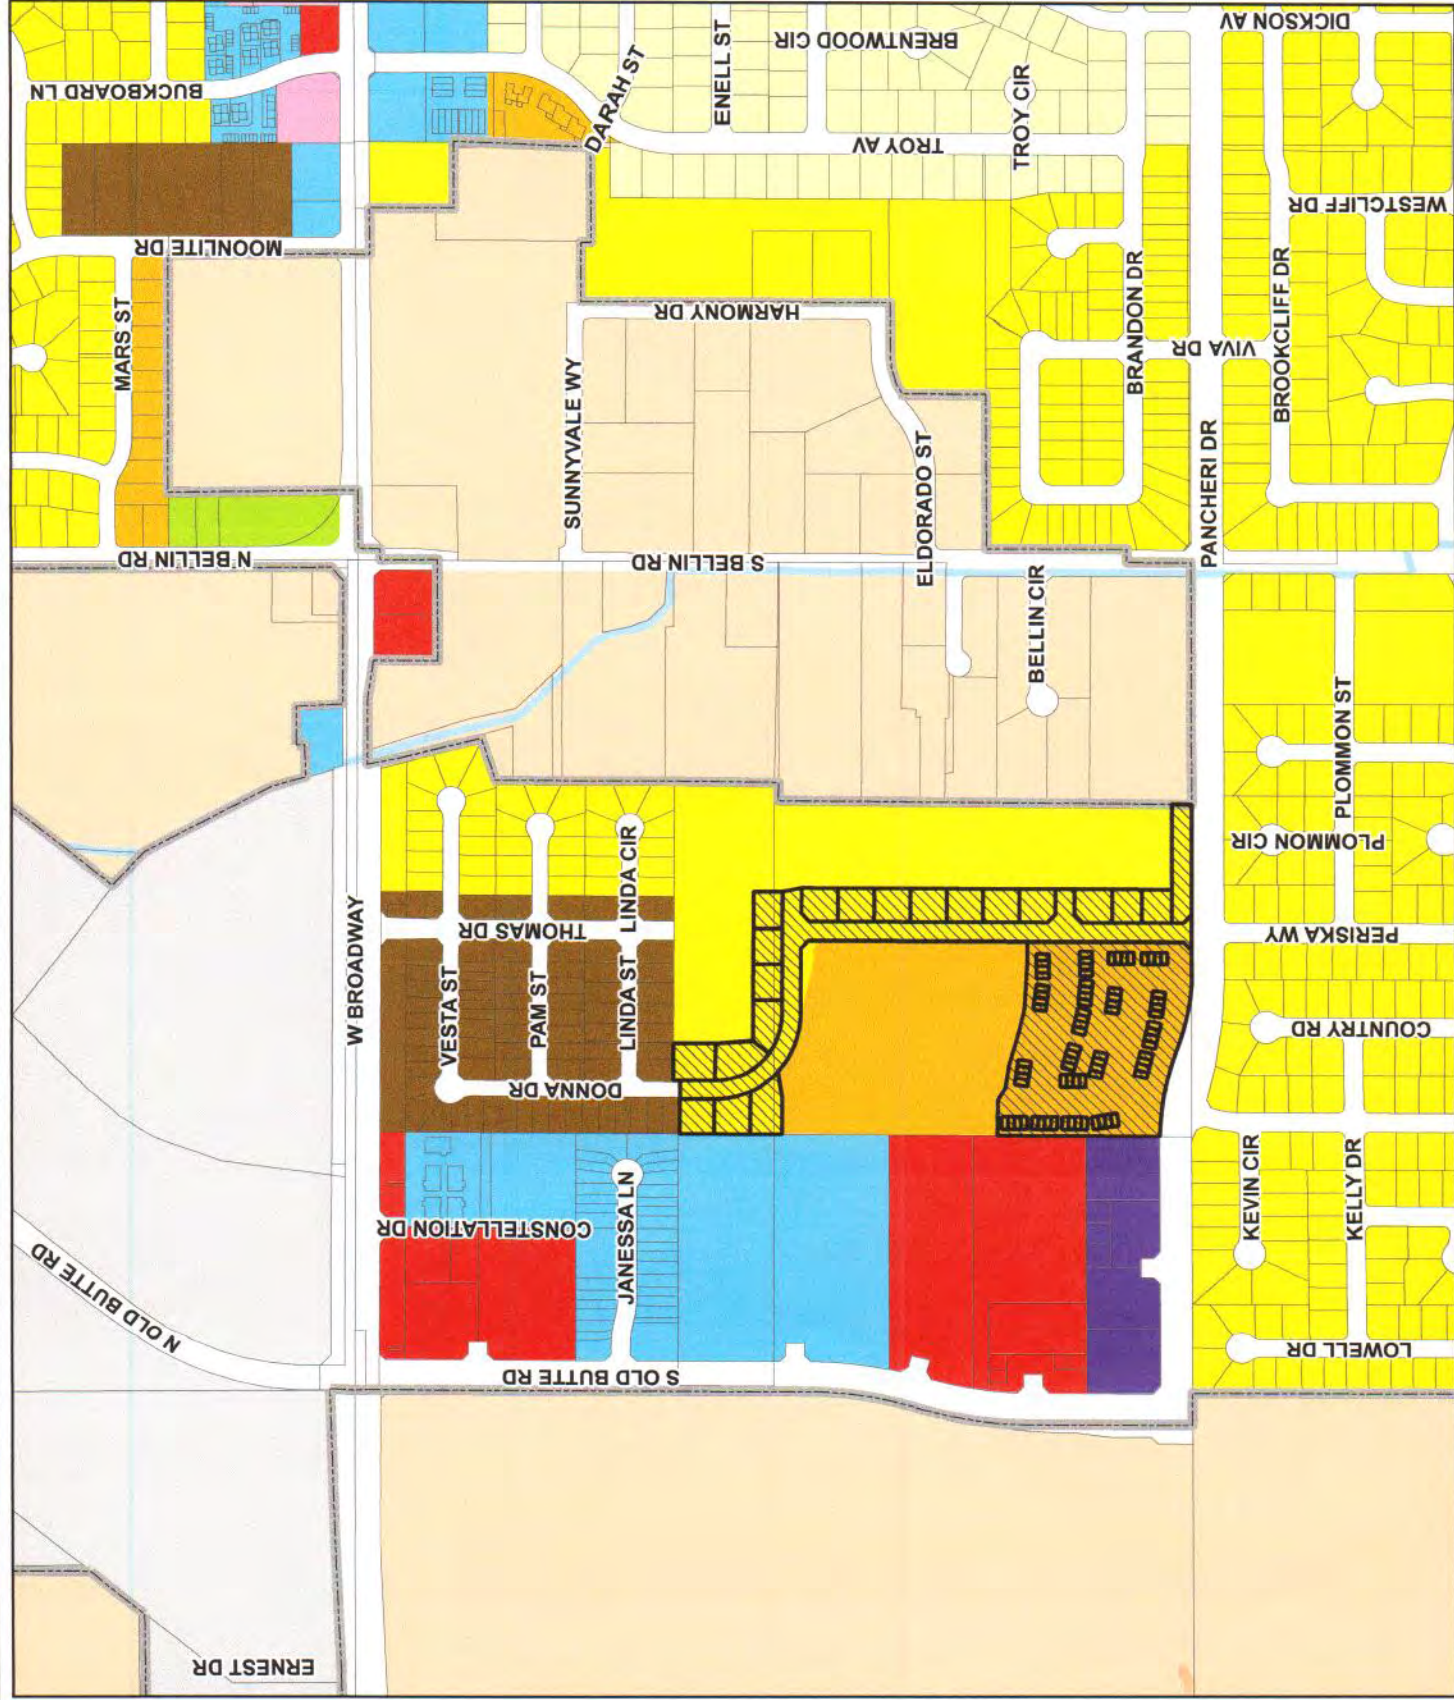 BUCKBOARD LN
DARAH ST
ENELL ST
BRENTWOOD CIR
TROY CIR
DICKSON AV
TROY AV
MOONLITE DR
WESTCLIFF DR
MARS ST
HARMONY DR
BRANDON DR
VIVA DR
BROOKCLIFF DR
SUNNYVALE WY
ELDORADO ST
PANCHERI DR
N BELLIN RD
S BELLIN RD
BELLIN CIR
PLOMMON ST
PLOMMON CIR
LINDA CIR
THOMAS DR
W BROADWAY
PERISKA WY
VESTA ST
PAM ST
LINDA ST
COUNTRY RD
DONNA DR
KEVIN CIR
KELLY DR
CONSTELLATION DR
JANESSA LN
N OLD BUTTE RD
LOWELL DR
S OLD BUTTE RD
ERNEST DR